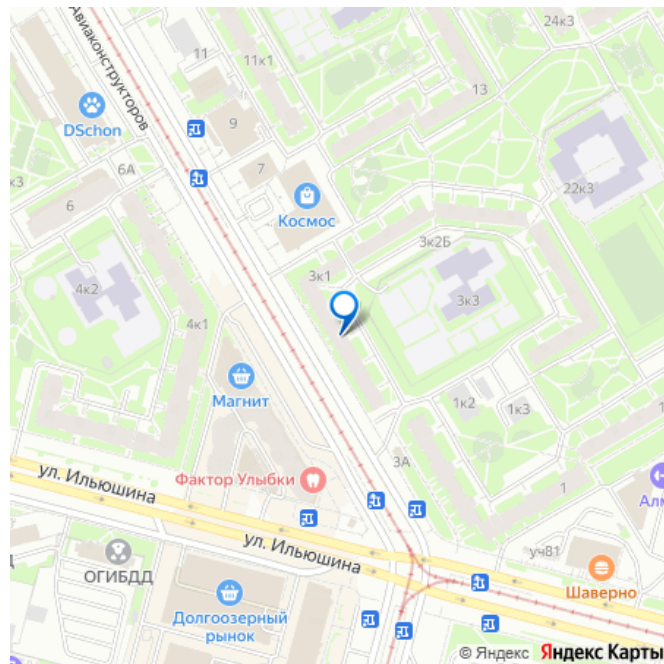 24к3
Авиаконструкторов
11
11к1
13
DSchon
9
7
6А
22к3
к3
6
Космос
3к2Б
3к1
4к2
3к3
4к1
Магнит
1к2
1к3
3А
ул. Ильюшина
Фактор Улыбки
1
Алм
уч81
ул. Ильюшина
ОГИБДД
Шаверно
Долгоозерный
рынок
© Яндекс Яндекс Карты